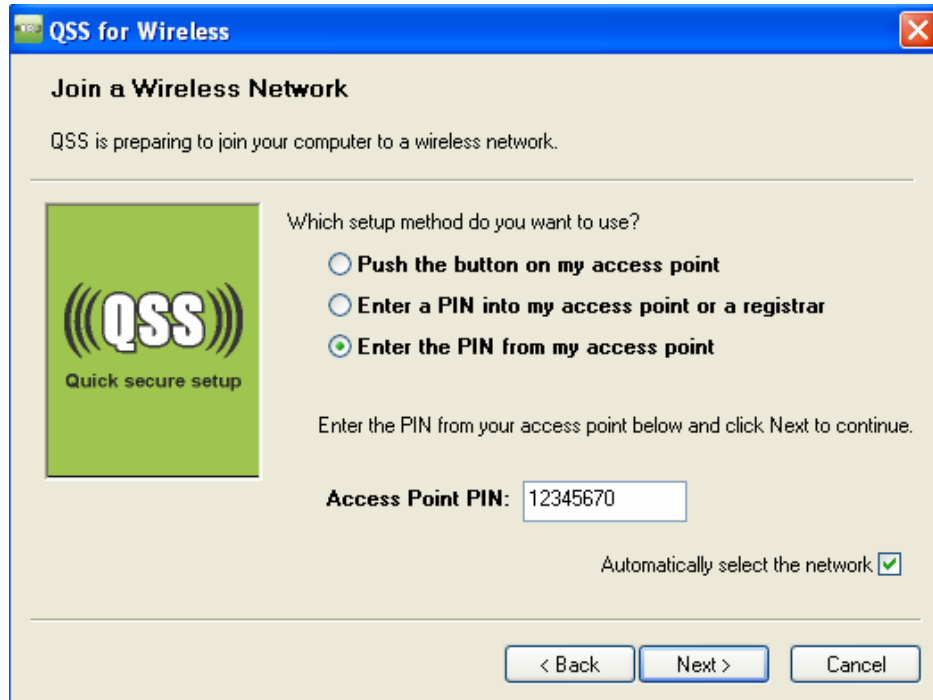 QSS for Wireless
Join a Wireless Network
QSS is preparing to join your computer to a wireless network.
Which setup method do you want to use?
Push the button on my access point
Enter a PIN into my access point or a registrar
Enter the PIN from my access point
QSS
Quick secure setup
Enter the PIN from your access point below and click Next to continue.
Access Point PIN: 12345670
Automatically select the network
< Back Next > Cancel